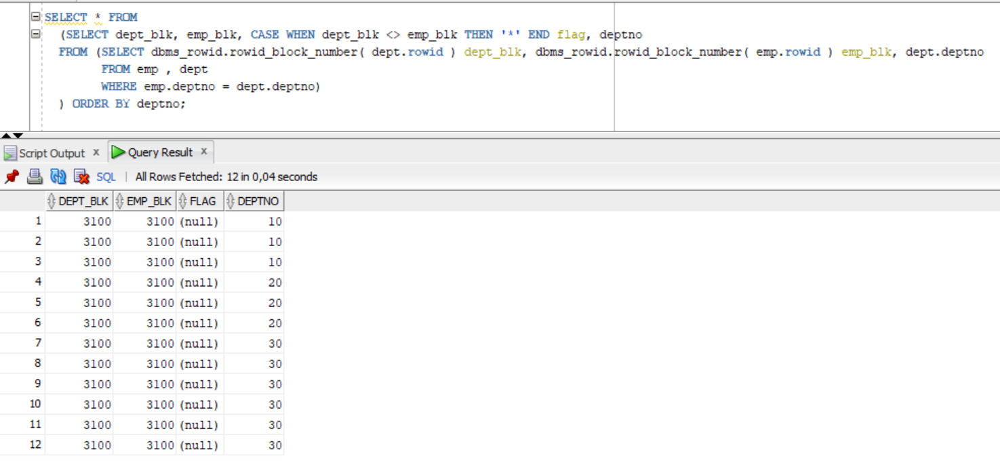 SELECT * FROM
(SELECT dept_blk, emp_blk, CASE WHEN dept_blk <> emp_blk THEN '*' END flag, deptno
FROM (SELECT dbms_rowid.rowid_block_number( dept.rowid ) dept_blk, dbms_rowid.rowid_block_number( emp.rowid ) emp_blk, dept.deptno
FROM emp , dept
WHERE emp.deptno = dept.deptno)
) ORDER BY deptno;
Script Output x Query Result x
SQL | All Rows Fetched: 12 in 0,04 seconds
DEPT_BLK EMP_BLK FLAG DEPTNO
1 3100 3100 (null) 10
2 3100 3100 (null) 10
3 3100 3100 (null) 10
4 3100 3100 (null) 20
5 3100 3100 (null) 20
6 3100 3100 (null) 20
7 3100 3100 (null) 30
8 3100 3100 (null) 30
9 3100 3100 (null) 30
10 3100 3100 (null) 30
11 3100 3100 (null) 30
12 3100 3100 (null) 30